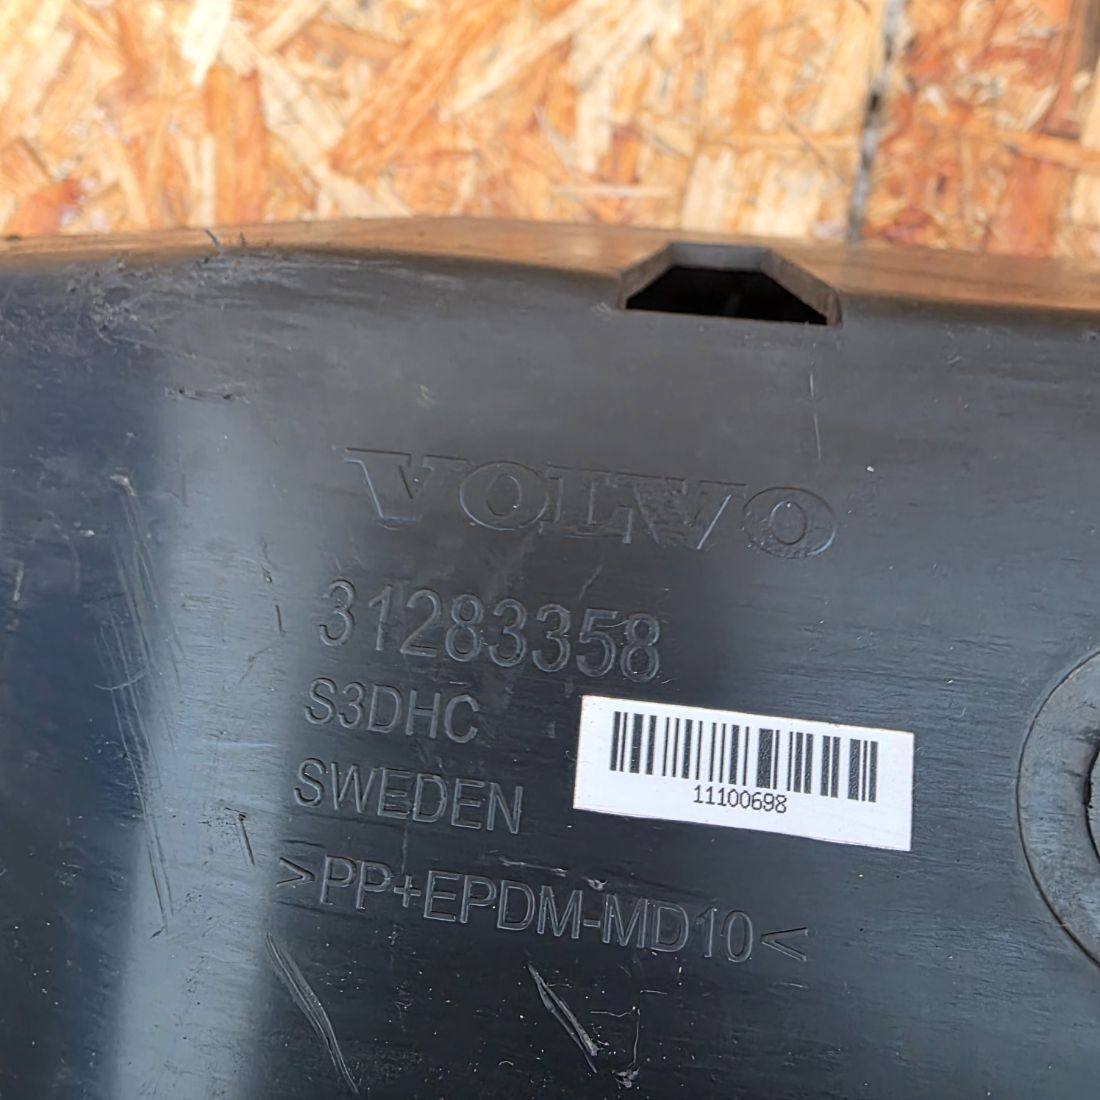 VOLVO
31283358
S3DHC
11100698
SWEDEN
>PP+EPDM-MD10<